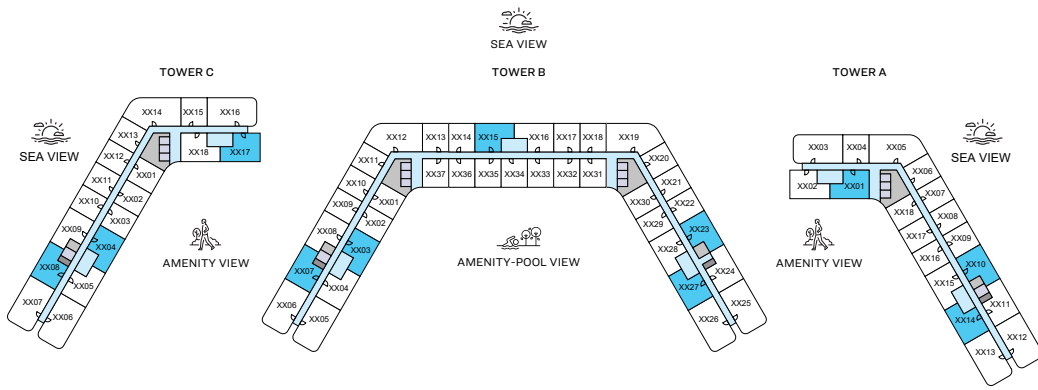 SEA VIEW
TOWER C
TOWER B
TOWER A
SEA VIEW
SEA VIEW
AMENITY VIEW
AMENITY-POOL VIEW
AMENITY VIEW
XX14
XX15
XX16
XX13
XX18
XX17
XX12
XX01
XX11
XX02
XX10
XX03
XX09
XX04
XX08
XX05
XX07
XX06
XX12
XX13
XX14
XX15
XX16
XX17
XX18
XX19
XX11
XX37
XX36
XX35
XX34
XX33
XX32
XX31
XX20
XX10
XX01
XX30
XX21
XX09
XX02
XX29
XX22
XX08
XX03
XX28
XX23
XX07
XX04
XX27
XX24
XX06
XX05
XX26
XX25
XX03
XX04
XX05
XX02
XX01
XX06
XX07
XX18
XX08
XX17
XX09
XX16
XX10
XX15
XX11
XX14
XX12
XX13